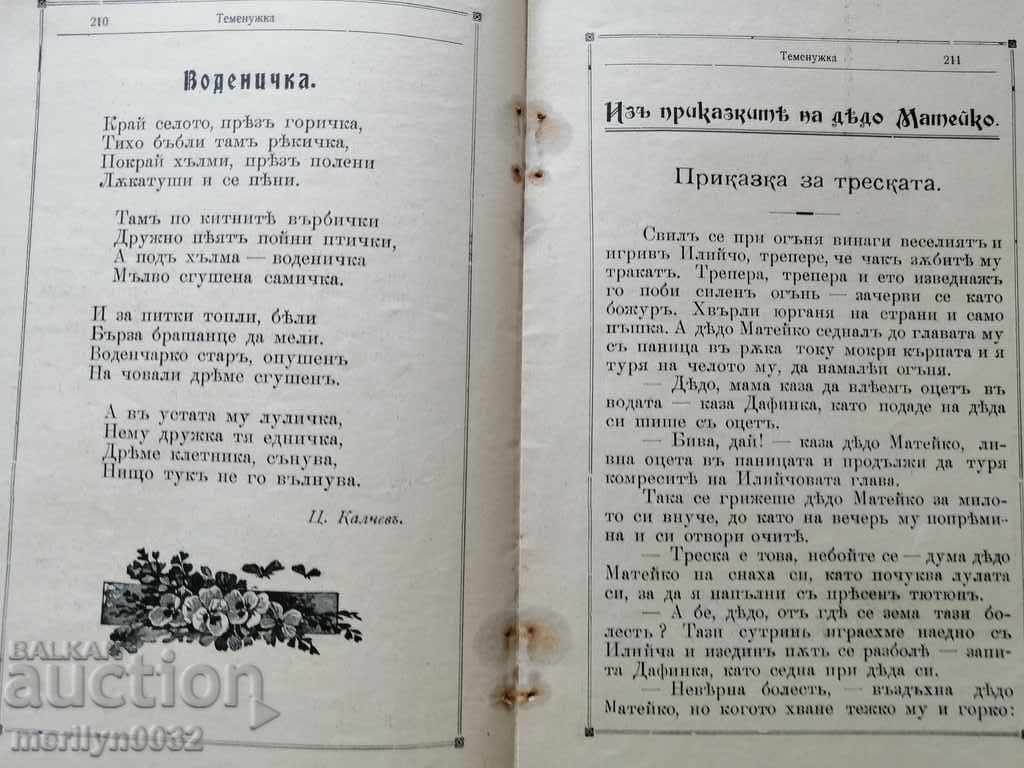 210 Теменужка
Воденичка.
Край селото, прѣзъ горичка,
Тихо бъбли тамъ рѣкичка,
Покрай хълми, прѣзъ полени
Лѫкатуши и се пѣни.
Тамъ по китнитѣ върбички
Дружно пѣятъ пойни птички,
А подъ хълма — воденичка
Мълво сгушена самичка.
И за питки топли, бѣли
Бърза брашанце да мели.
Воденчарко старъ, опушенъ
На човали дрѣме сгушенъ.
А въ устата му луличка,
Нему дружка тя едничка,
Дрѣме клетника, сънува,
Нищо тукъ не го вълнува.
Ц. Калчевъ.
Теменужка 211
Изъ приказкитѣ на дѣдо Матейко.
Приказка за треската.
Свилъ се при огъня винаги веселиятъ и
игривъ Илийчо, трепере, че чакъ зѫбитѣ му
тракатъ. Трепера, трепера и ето изведнажъ
го поби силенъ огънь — зачерви се като
божуръ. Хвърли юрганя на страни и само
пъшка. А дѣдо Матейко седналъ до главата му
съ паница въ рѫка току мокри кърпата и я
туря на челото му, да намалѣи огъня.
— Дѣдо, мама каза да влѣемъ оцетъ въ
водата — каза Дафинка, като подаде на дѣда
си шише съ оцетъ.
— Бива, дай! — каза дѣдо Матейко, ли-
вна оцета въ паницата и продължи да туря
комреситѣ на Илийчовата глава.
Така се грижеше дѣдо Матейко за мило-
то си внуче, до като на вечерь му попрѣми-
на и си отвори очитѣ.
— Треска е това, небойте се — дума дѣдо
Матейко на снаха си, като почуква лулата
си, за да я напълни съ прѣсенъ тютюнъ.
— А бе, дѣдо, отъ гдѣ се зема тази бо-
лесть? Тази сутринь играехме наедно съ
Илийча и изединъ пѫть се разболѣ — запи-
та Дафинка, като седна при дѣда си.
— Невѣрна болесть, — въздъхна дѣдо
Матейко, но когото хване тежко му и горко:
BALKAN
auction
merilyn0032